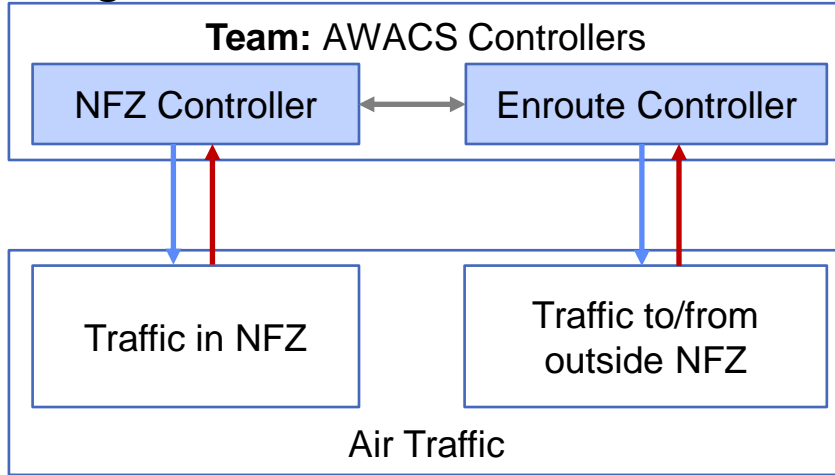 Team: AWACS Controllers
NFZ Controller
Enroute Controller
Traffic in NFZ
Traffic to/from
outside NFZ
Air Traffic